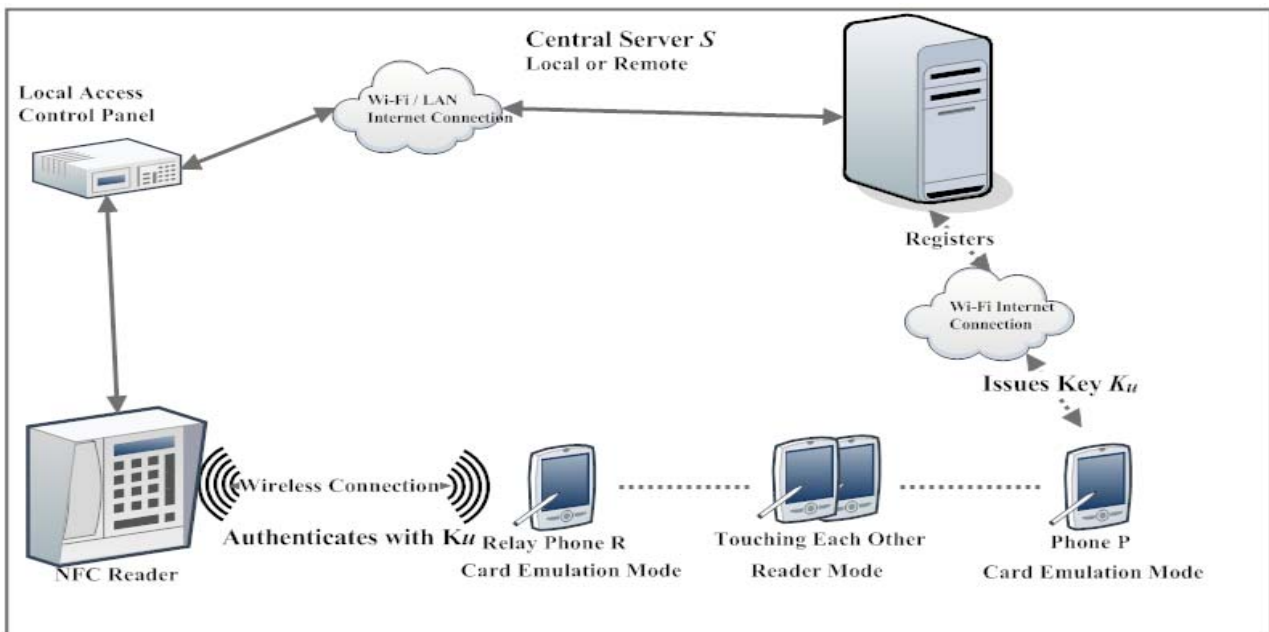 Central Server S
Local or Remote
Local Access
Control Panel
Wi-Fi / LAN
Internet Connection
Registers
Wi-Fi Internet
Connection
Issues Key Ku
Wireless Connection
Authenticates with Ku
NFC Reader
Relay Phone R
Card Emulation Mode
Touching Each Other
Reader Mode
Phone P
Card Emulation Mode